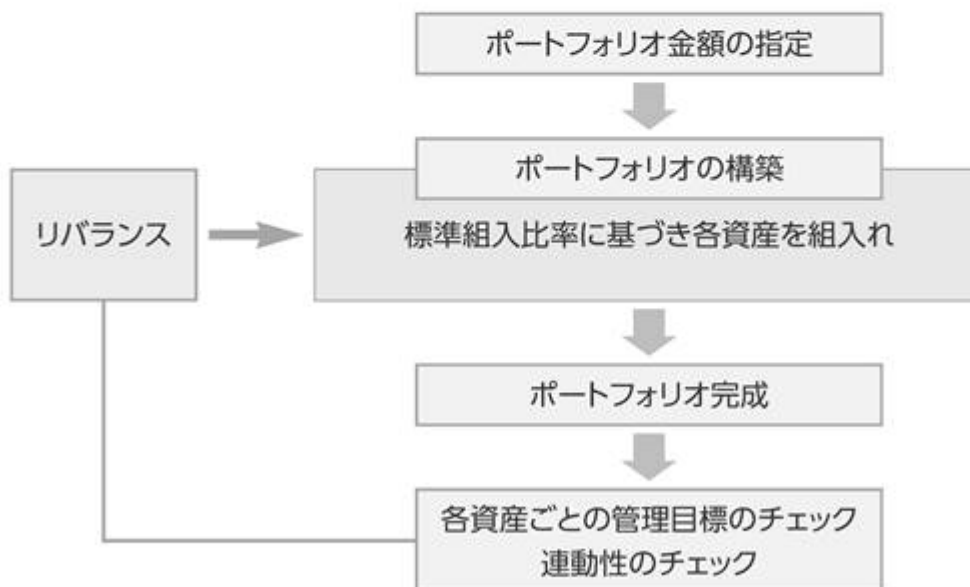 ポートフォリオ金額の指定
ポートフォリオの構築
リバランス
標準組入比率に基づき各資産を組入れ
ポートフォリオ完成
各資産ごとの管理目標のチェック
連動性のチェック